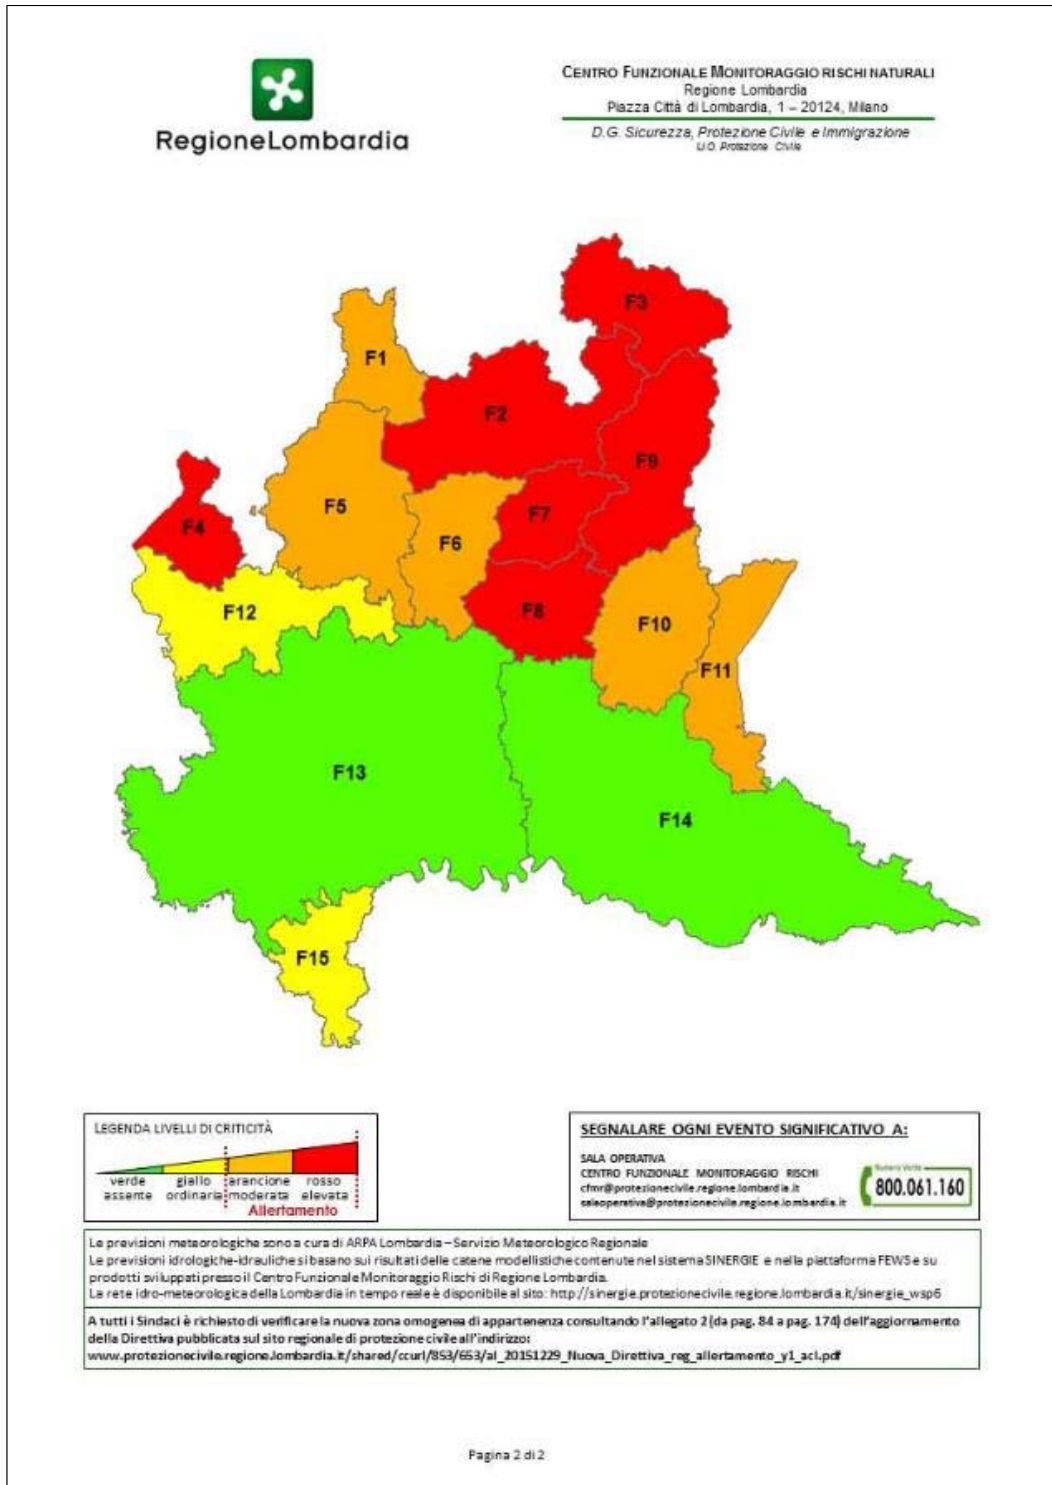 RegioneLombardia
CENTRO FUNZIONALE MONITORAGGIO RISCHI NATURALI
Regione Lombardia
Piazza Città di Lombardia, 1 – 20124, Milano
D.G. Sicurezza, Protezione Civile e Immigrazione
U.O. Protezione Civile
F3
F1
F2
F9
F4
F5
F7
F6
F12
F8
F10
F11
F13
F14
F15
LEGENDA LIVELLI DI CRITICITÀ
verde giallo arancione rosso
assente ordinaria moderata elevata
Allertamento
SEGNALARE OGNI EVENTO SIGNIFICATIVO A:
SALA OPERATIVA
CENTRO FUNZIONALE MONITORAGGIO RISCHI
cfmr@protezionecivile.regione.lombardia.it
salaoperativa@protezionecivile.regione.lombardia.it
Numero Verde
800.061.160
Le previsioni meteorologiche sono a cura di ARPA Lombardia – Servizio Meteorologico Regionale
Le previsioni idrologiche-idrauliche si basano sui risultati delle catene modellistiche contenute nel sistema SINERGIE e nella piattaforma FEWS e su
prodotti sviluppati presso il Centro Funzionale Monitoraggio Rischi di Regione Lombardia.
La rete idro-meteorologica della Lombardia in tempo reale è disponibile al sito: http://sinergie.protezionecivile.regione.lombardia.it/sinergie_wsp6
A tutti i Sindaci è richiesto di verificare la nuova zona omogenea di appartenenza consultando l'allegato 2 (da pag. 84 a pag. 174) dell'aggiornamento
della Direttiva pubblicata sul sito regionale di protezione civile all'indirizzo:
www.protezionecivile.regione.lombardia.it/shared/ccurl/853/653/al_20151229_Nuova_Direttiva_reg_allertamento_y1_acl.pdf
Pagina 2 di 2